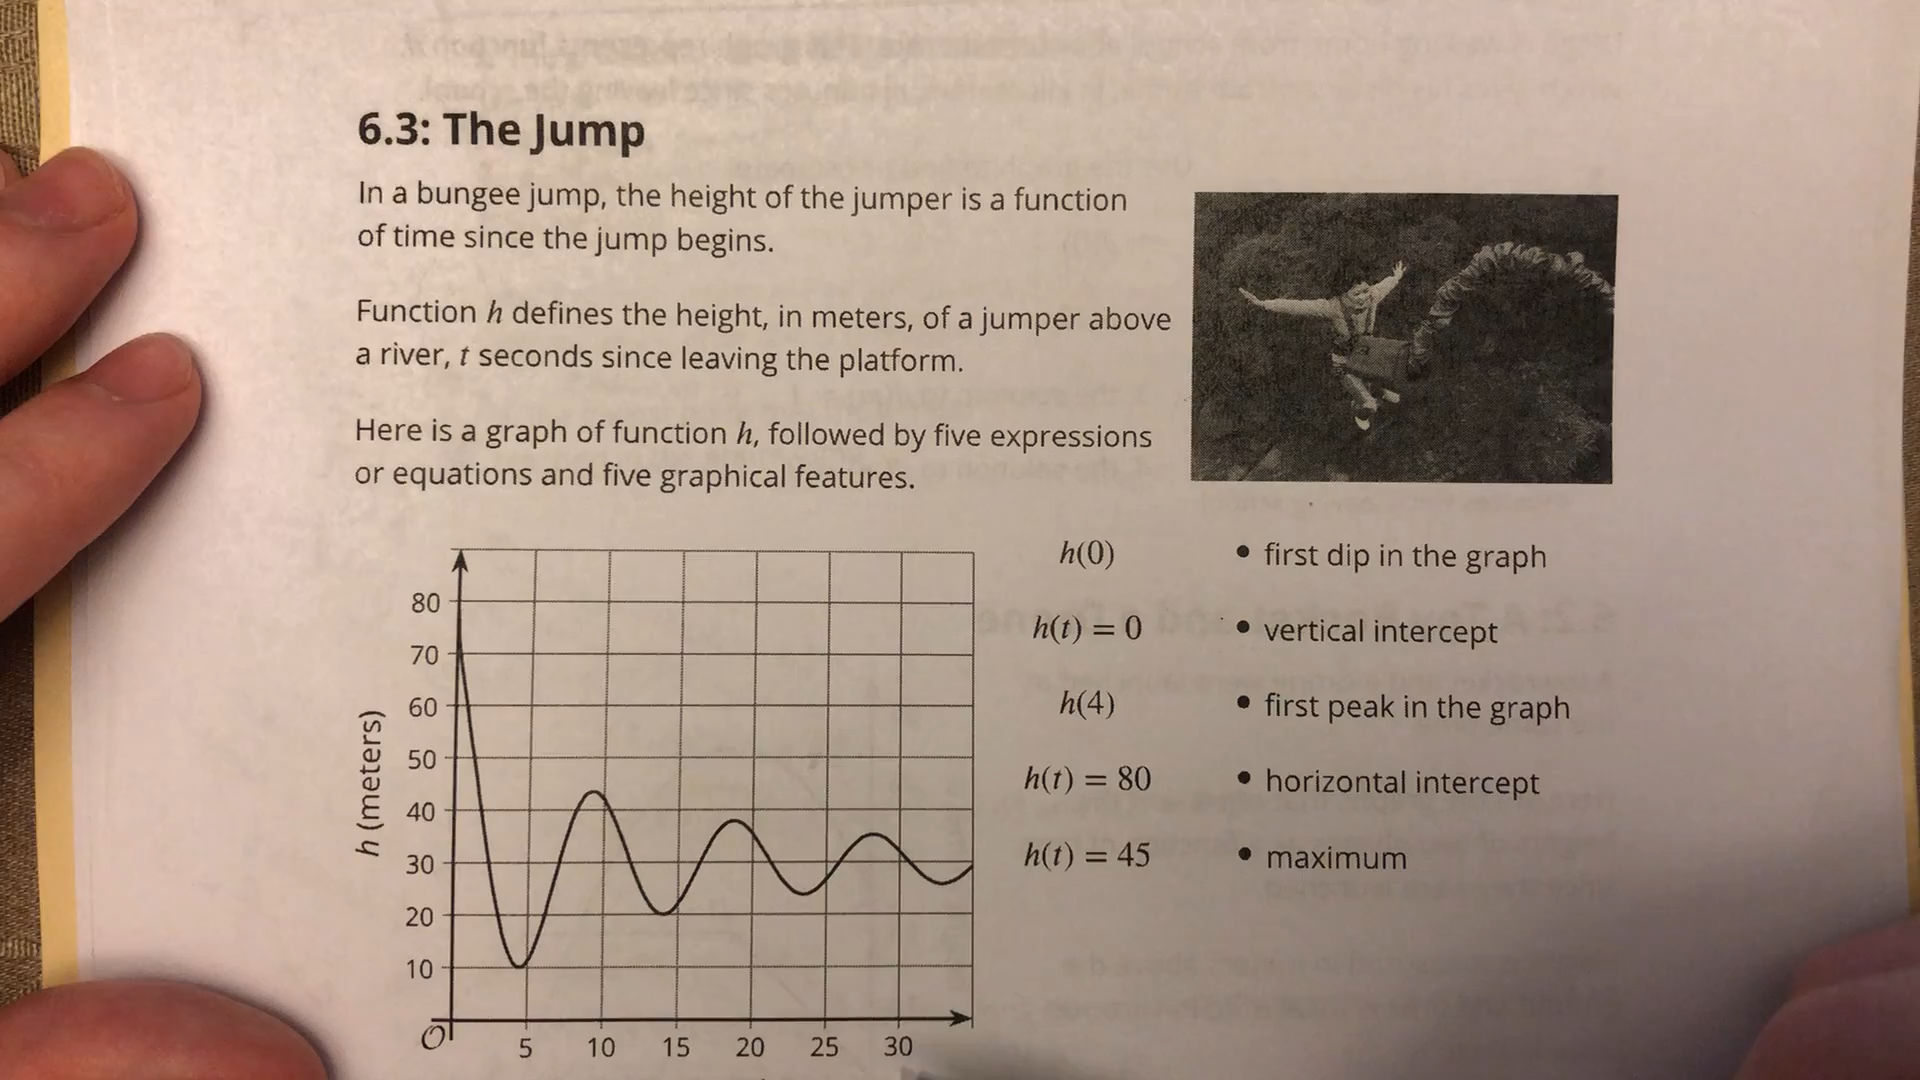 6.3: The Jump
In a bungee jump, the height of the jumper is a function
of time since the jump begins.
Function h defines the height, in meters, of a jumper above
a river, t seconds since leaving the platform.
Here is a graph of function h, followed by five expressions
or equations and five graphical features.
h (meters)
80
70
60
50
40
30
20
10
O
5 10 15 20 25 30
h(0)
h(t) = 0
h(4)
h(t) = 80
h(t) = 45
• first dip in the graph
• vertical intercept
• first peak in the graph
• horizontal intercept
• maximum